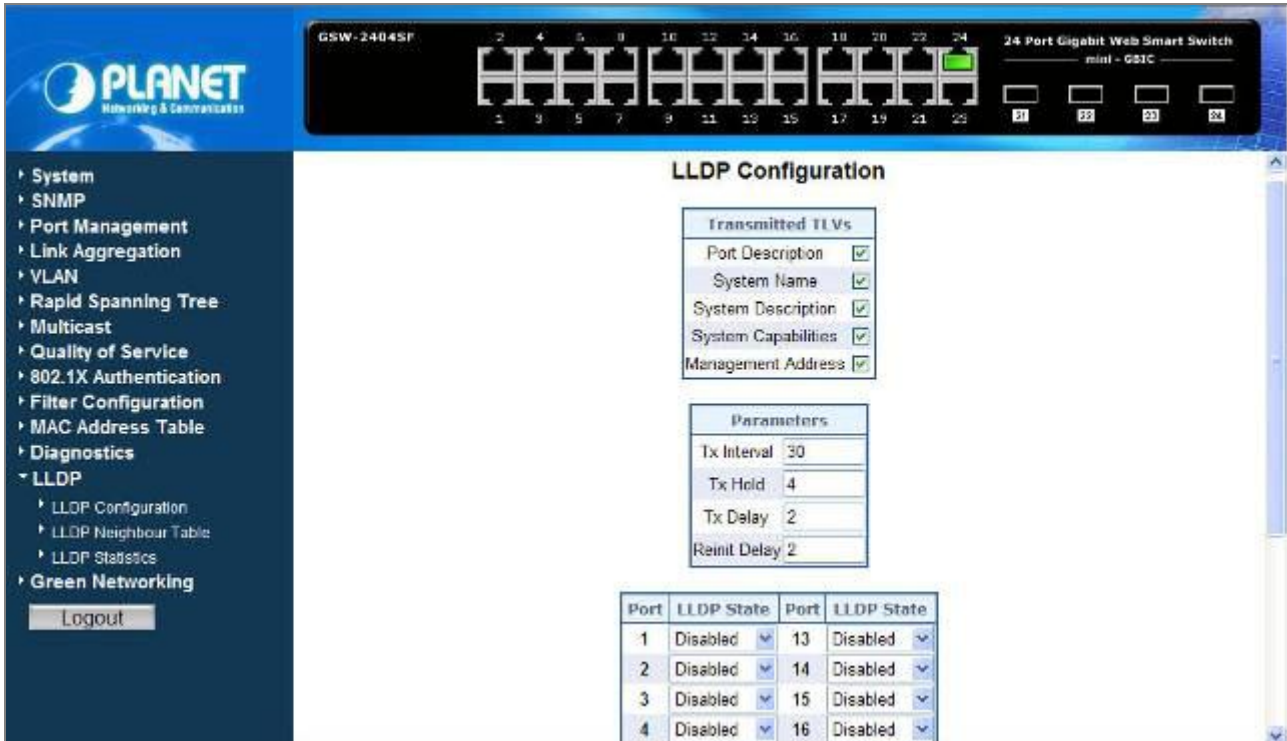 GSW-2404SF
2 4 6 8 10 12 14 16 18 20 22 24
24 Port Gigabit Web Smart Switch
mini - GBIC
PLANET
Networking & Communication
1 3 5 7 9 11 13 15 17 19 21 23
21 22 23 24
System
SNMP
Port Management
Link Aggregation
VLAN
Rapid Spanning Tree
Multicast
Quality of Service
802.1X Authentication
Filter Configuration
MAC Address Table
Diagnostics
LLDP
LLDP Configuration
LLDP Neighbour Table
LLDP Statistics
Green Networking
Logout
LLDP Configuration
Transmitted TLVs
Port Description
System Name
System Description
System Capabilities
Management Address
Parameters
Tx Interval 30
Tx Hold 4
Tx Delay 2
Reinit Delay 2
Port LLDP State Port LLDP State
1 Disabled 13 Disabled
2 Disabled 14 Disabled
3 Disabled 15 Disabled
4 Disabled 16 Disabled